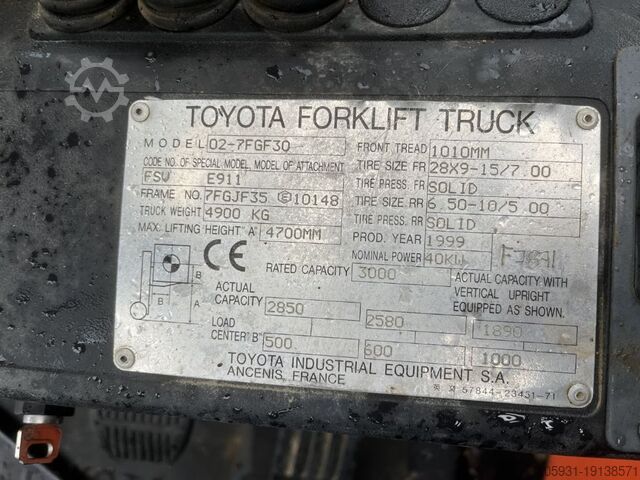 TOYOTA FORKLIFT TRUCK
MODEL 02-7FGF30
CODE NO. OF SPECIAL MODEL. MODEL OF ATTACHMENT
FSW E911
FRAME NO. 7FGJF35 10148
TRUCK WEIGHT 4900 KG
MAX. LIFTING HEIGHT A 4700MM
FRONT TREAD 1010MM
TIRE SIZE FR 28X9-15/7.00
TIRE PRESS. FR SOLID
TIRE SIZE RR 6.50-10/5.00
TIRE PRESS. RR SOLID
PROD. YEAR 1999
NOMINAL POWER 40KW
CE
RATED CAPACITY 3000
ACTUAL CAPACITY WITH
VERTICAL UPRIGHT
EQUIPPED AS SHOWN.
B
B A
ACTUAL
CAPACITY 2850 2580 1890
LOAD
CENTER "B" 500 600 1000
TOYOTA INDUSTRIAL EQUIPMENT S.A.
ANCENIS, FRANCE
57844-23451-71
05931-19138571